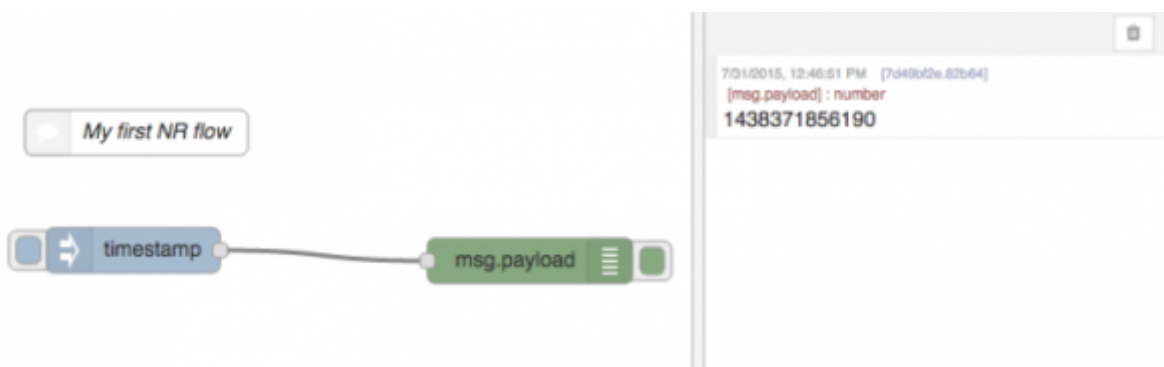 My first NR flow
timestamp
msg.payload
7/31/2015, 12:46:51 PM [7d49bf2e.82b64]
[msg.payload] : number
1438371856190